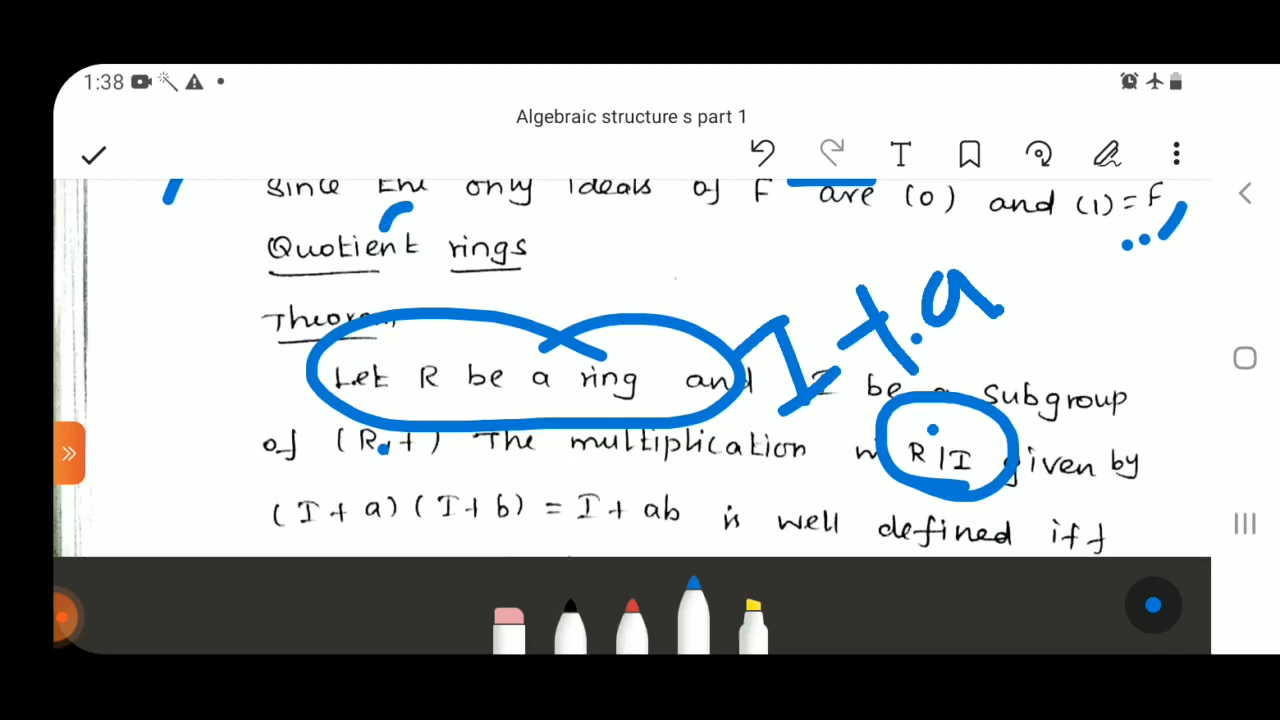 1:38
Algebraic structure s part 1
T
Since the only ideals of F are (0) and (1) = F
Quotient rings
Theorem
I + a
Let R be a ring and I be a subgroup
of (R, +) The multiplication R/I given by
(I + a) (I + b) = I + ab is well defined iff